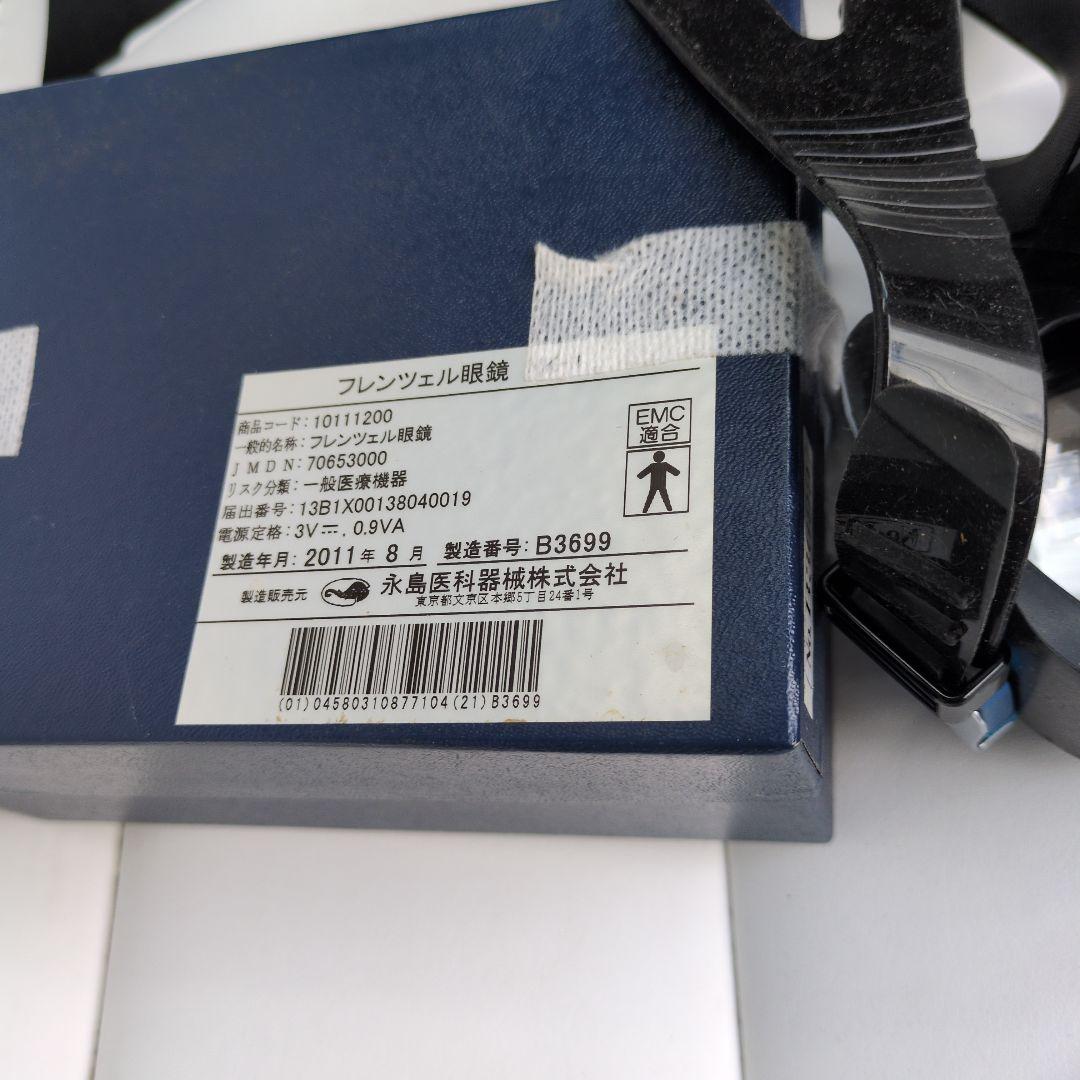 フレンツェル眼鏡
商品コード:10111200
一般的名称:フレンツェル眼鏡
JMDN:70653000
リスク分類:一般医療機器
届出番号:13B1X00138040019
電源定格:3V⎓, 0.9VA
製造年月:2011年 8月 製造番号:B3699
製造販売元 永島医科器械株式会社
東京都文京区本郷5丁目24番1号
(01)04580310877104(21)B3699
EMC
適合